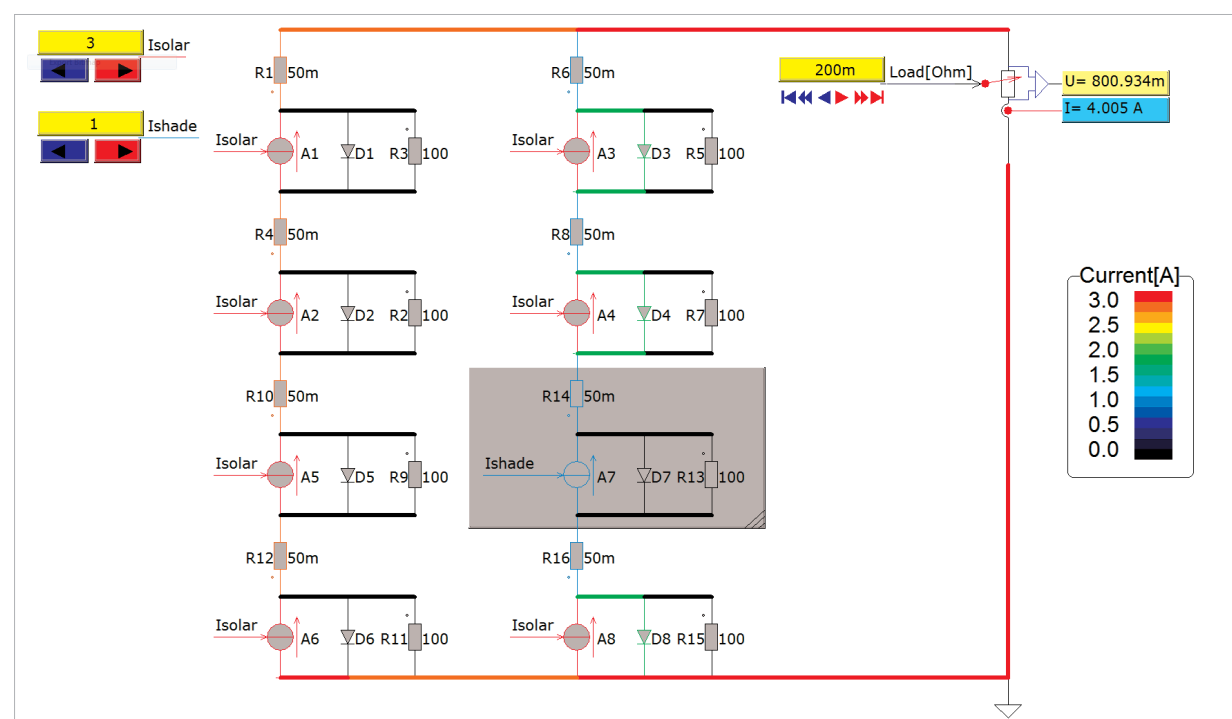 3 Isolar
1 Ishade
200m Load[Ohm]
U= 800.934m
I= 4.005 A
R1 50m
R6 50m
Isolar A1 D1 R3 100
Isolar A3 D3 R5 100
R4 50m
R8 50m
Isolar A2 D2 R2 100
Isolar A4 D4 R7 100
R10 50m
R14 50m
Isolar A5 D5 R9 100
Ishade A7 D7 R13 100
R12 50m
R16 50m
Isolar A6 D6 R11 100
Isolar A8 D8 R15 100
Current[A]
3.0
2.5
2.0
1.5
1.0
0.5
0.0